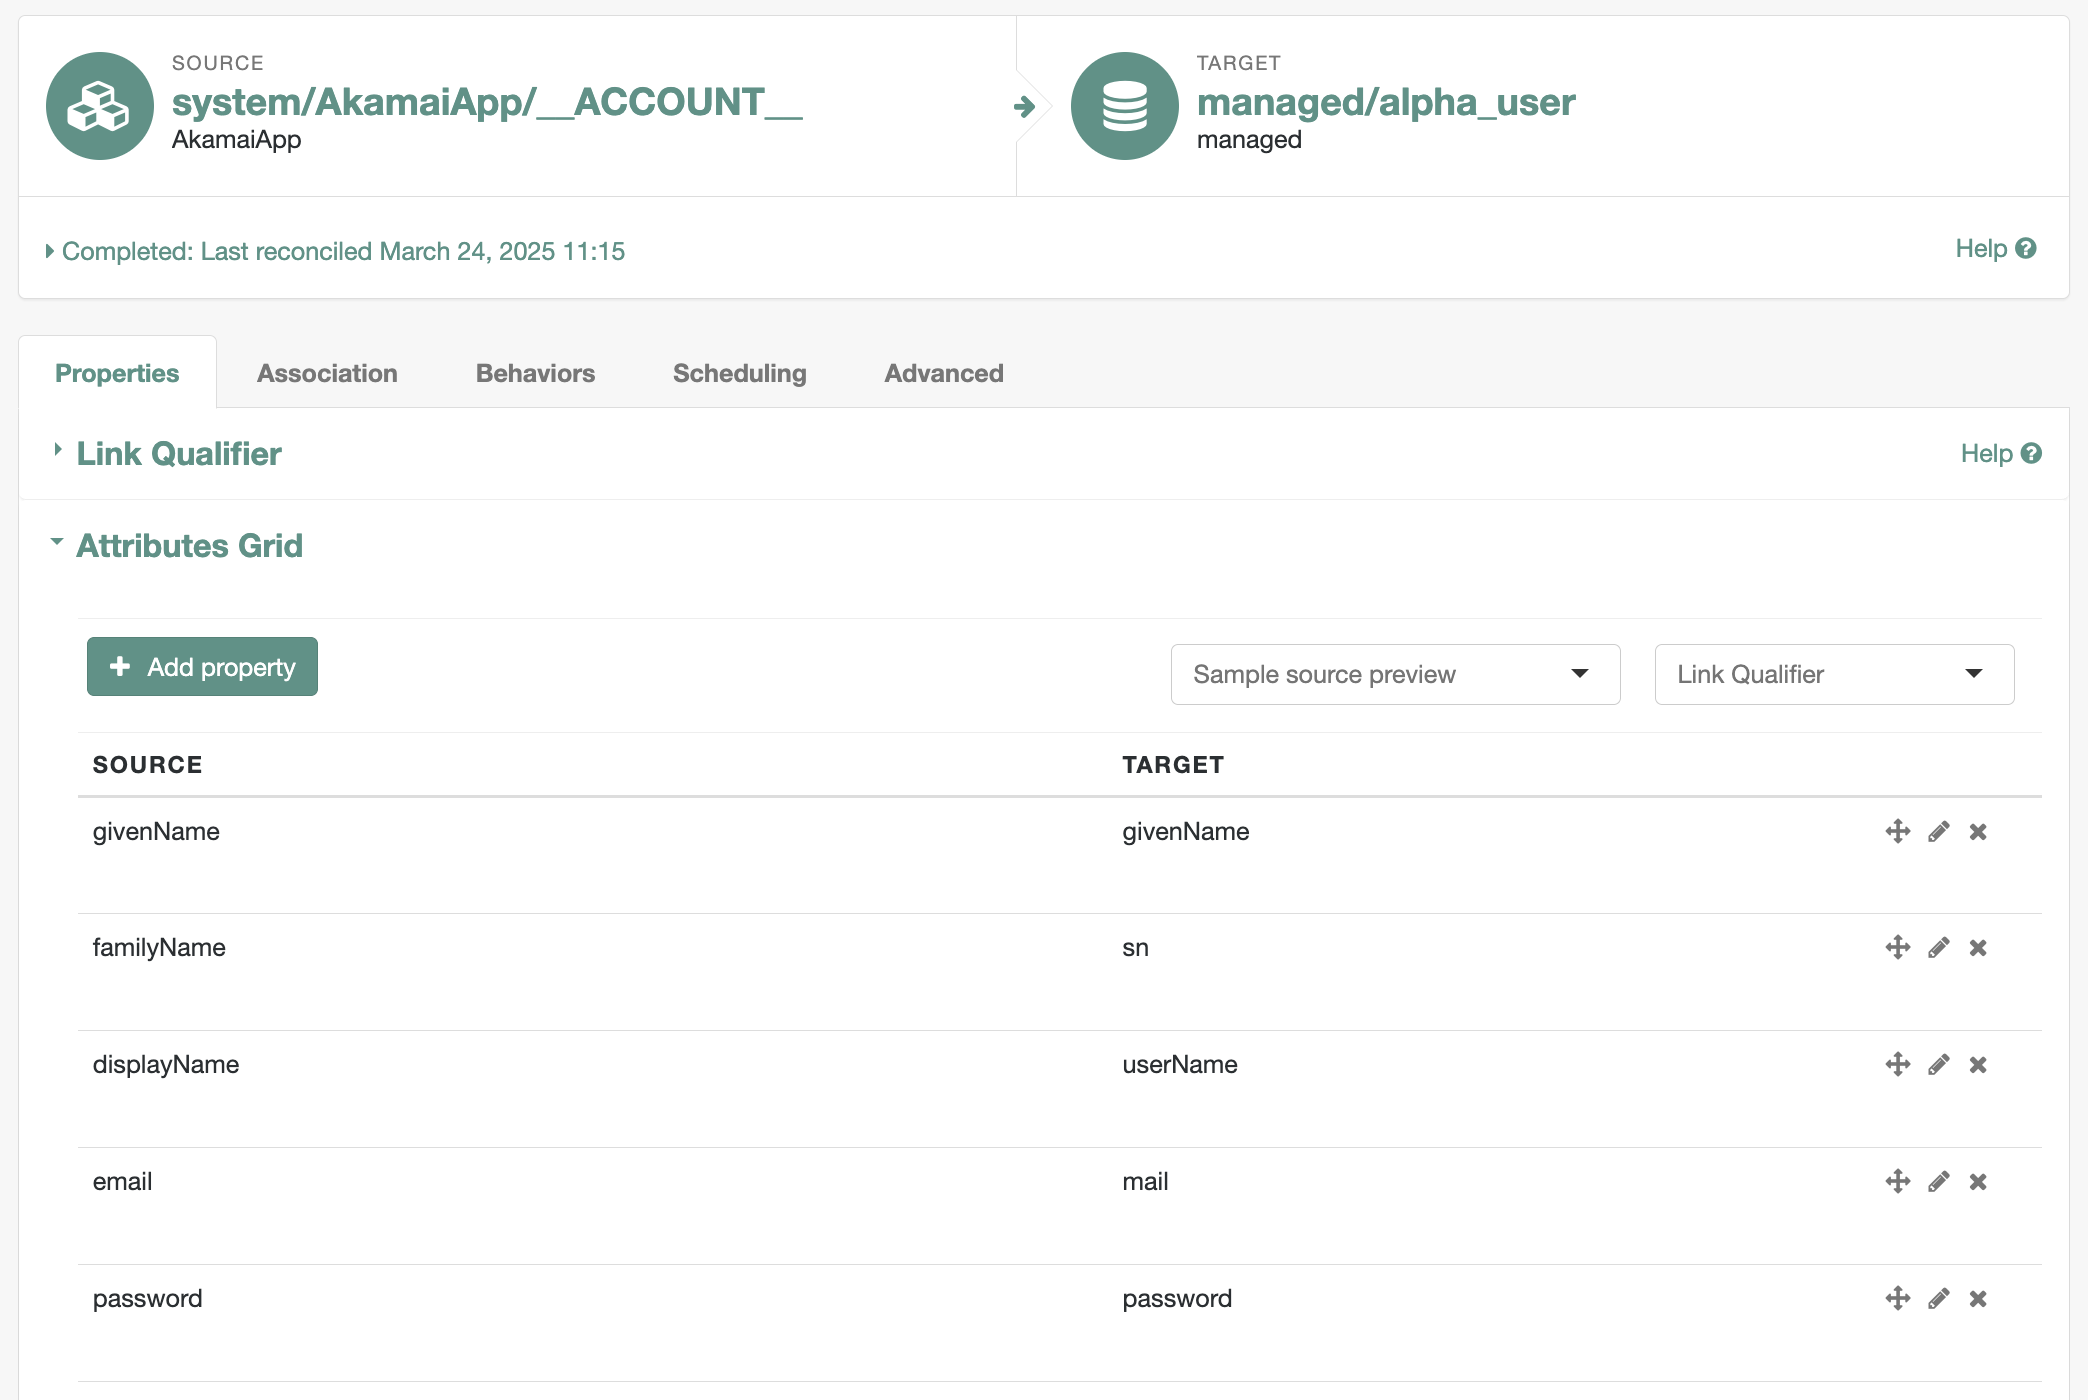 SOURCE
system/AkamaiApp/__ACCOUNT__
AkamaiApp
TARGET
managed/alpha_user
managed
Completed: Last reconciled March 24, 2025 11:15
Help
Properties
Association
Behaviors
Scheduling
Advanced
Link Qualifier
Help
Attributes Grid
Add property
Sample source preview
Link Qualifier
SOURCE TARGET
givenName givenName
familyName sn
displayName userName
email mail
password password